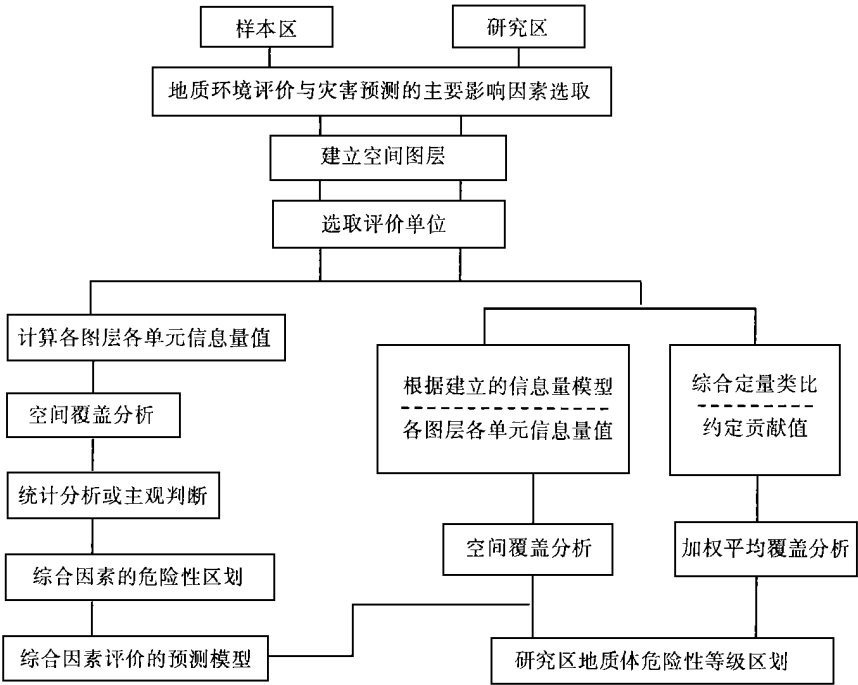 样本区
研究区
地质环境评价与灾害预测的主要影响因素选取
建立空间图层
选取评价单位
计算各图层各单元信息量值
空间覆盖分析
统计分析或主观判断
综合因素的危险性区划
综合因素评价的预测模型
根据建立的信息量模型
各图层各单元信息量值
空间覆盖分析
综合定量类比
约定贡献值
加权平均覆盖分析
研究区地质体危险性等级区划